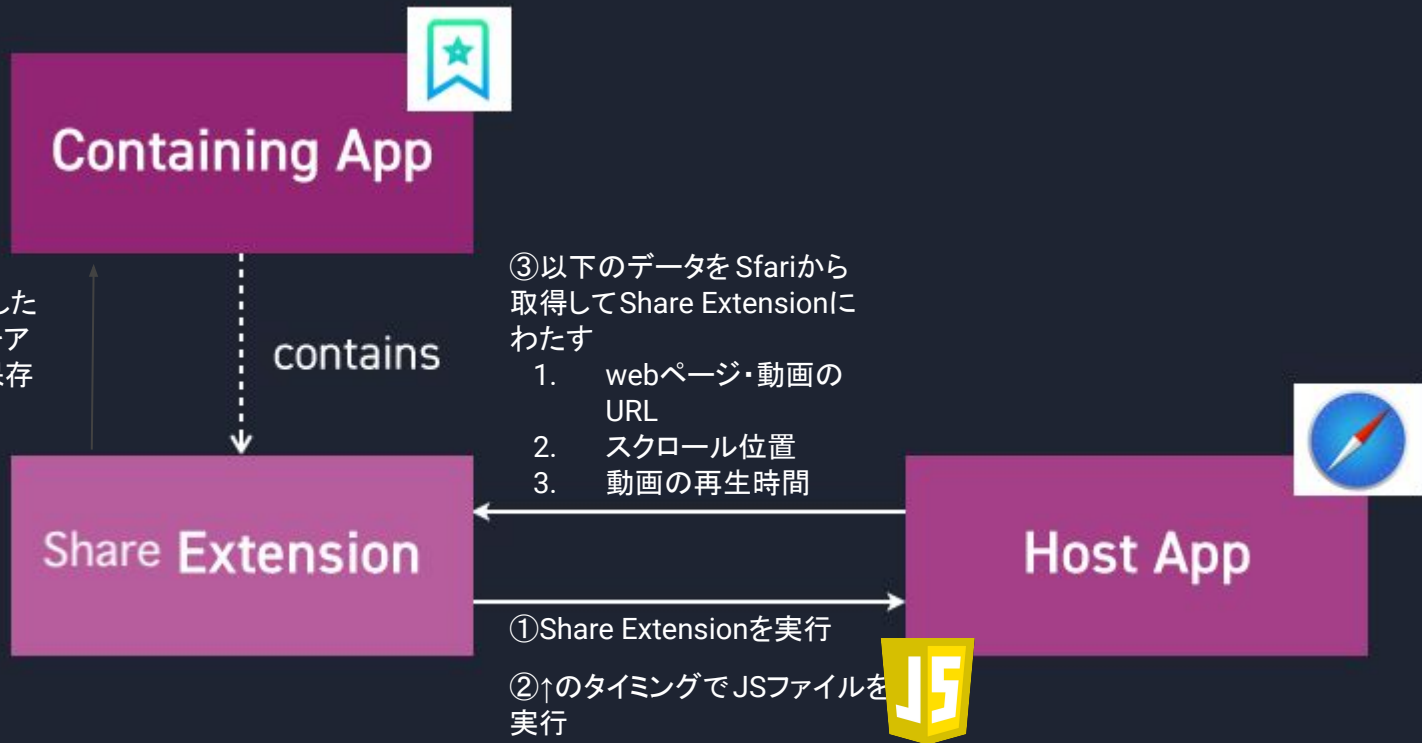 Containing App
③以下のデータをSfariから
取得してShare Extensionに
わたす
1. webページ・動画の
URL
2. スクロール位置
3. 動画の再生時間
した
ア
存
contains
Share Extension
Host App
①Share Extensionを実行
②↑のタイミングでJSファイルを
実行
JS